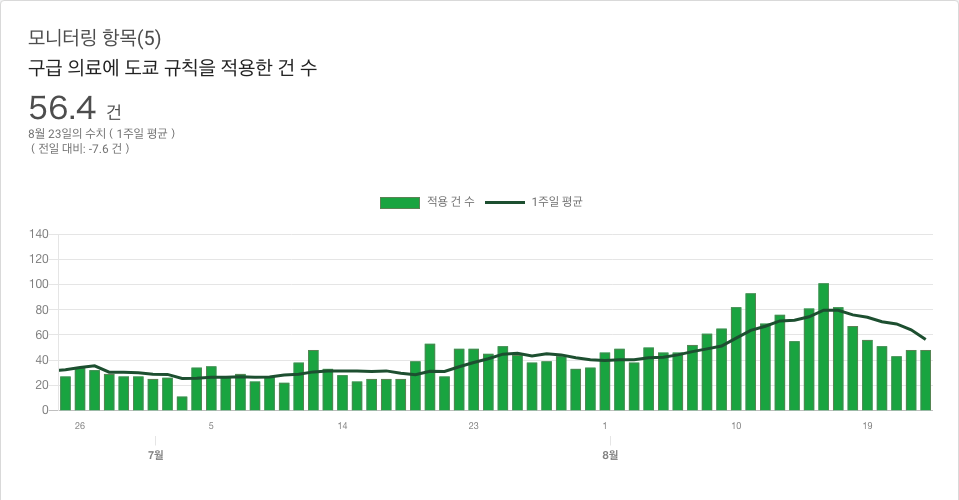 모니터링 항목(5)
구급 의료에 도쿄 규칙을 적용한 건 수
56.4 건
8월 23일의 수치 ( 1주일 평균 )
( 전일 대비: -7.6 건 )
적용 건 수 1주일 평균
140
120
100
80
60
40
20
0
26 5 14 23 1 10 19
7월 8월